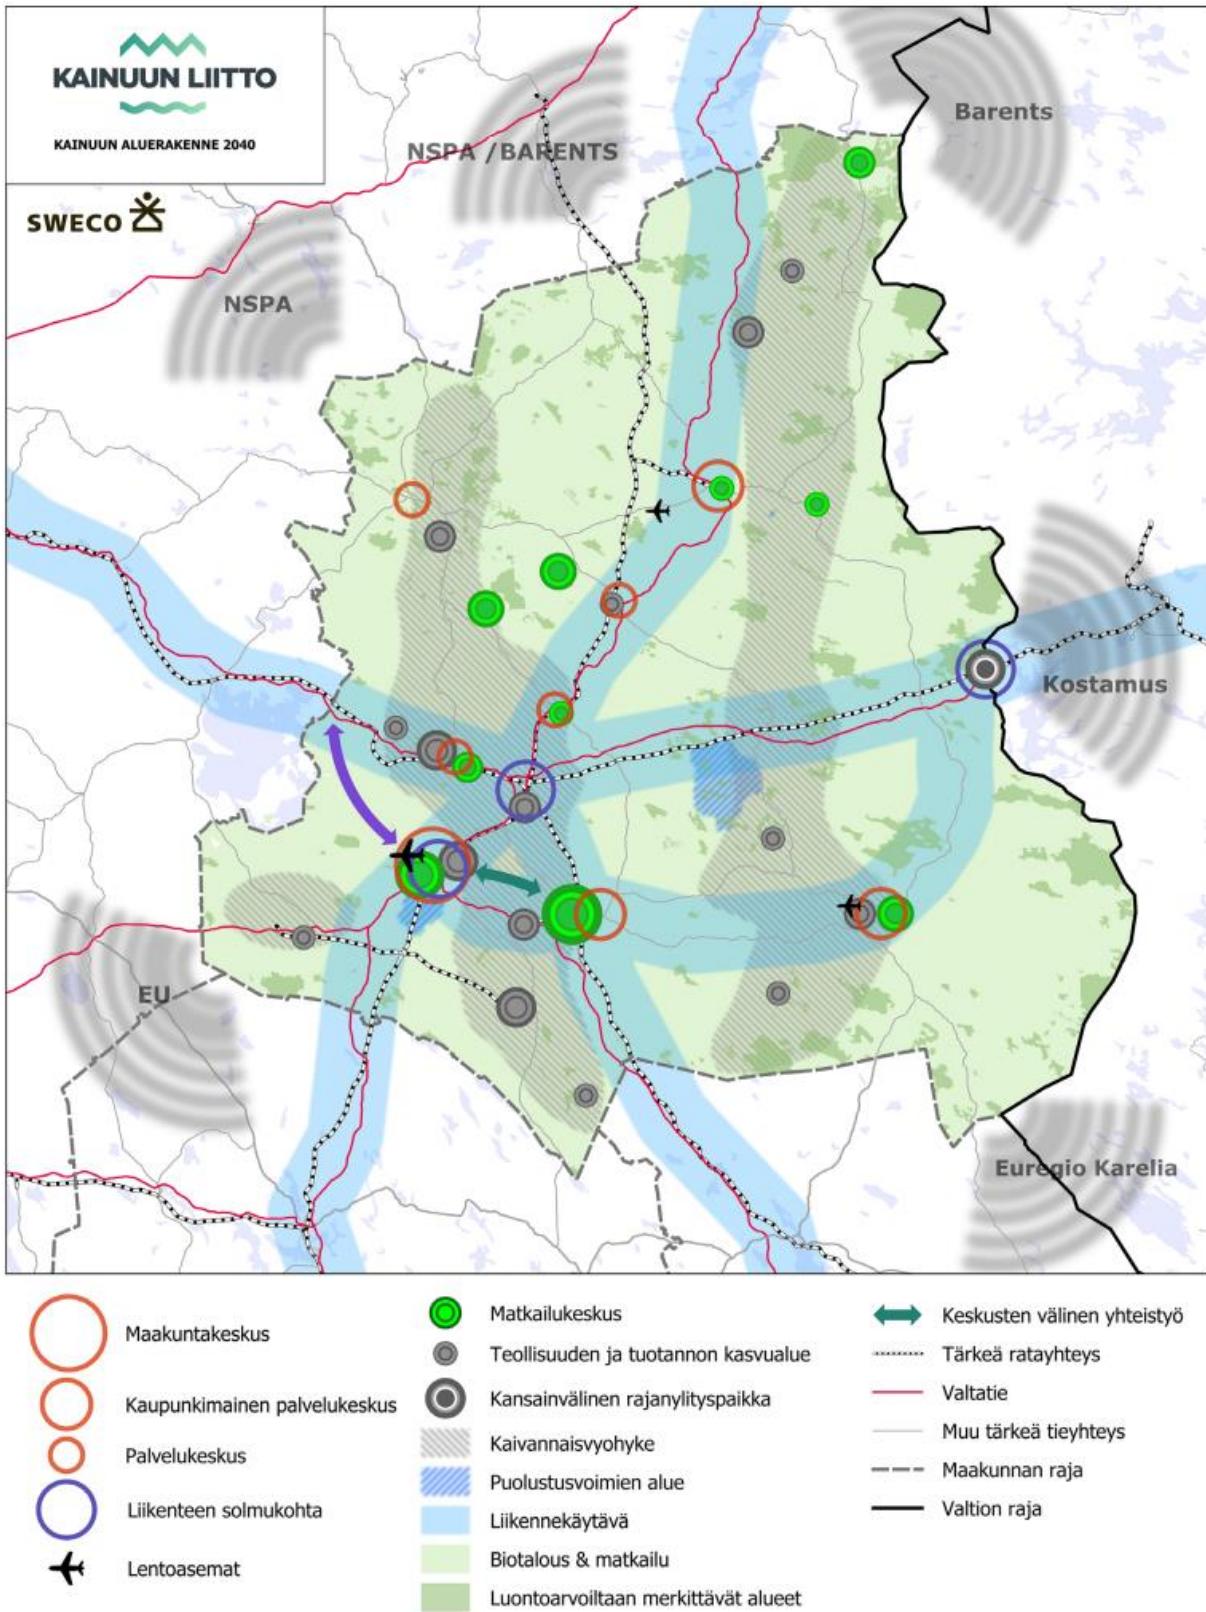 KAINUUN LIITTO
KAINUUN ALUERAKENNE 2040
SWECO
NSPA /BARENTS
Barents
NSPA
Kostamus
EU
Euregio Karelia
Maakuntakeskus
Kaupunkimainen palvelukeskus
Palvelukeskus
Liikenteen solmukohta
Lentoasemat
Matkailukeskus
Teollisuuden ja tuotannon kasvualue
Kansainvälinen rajanylityspaikka
Kaivannaisvyohyke
Puolustusvoimien alue
Liikennekäytävä
Biotalous & matkailu
Luontoarvoiltaan merkittävät alueet
Keskusten välinen yhteistyö
Tärkeä ratayhteys
Valtatie
Muu tärkeä tieyhteys
Maakunnan raja
Valtion raja